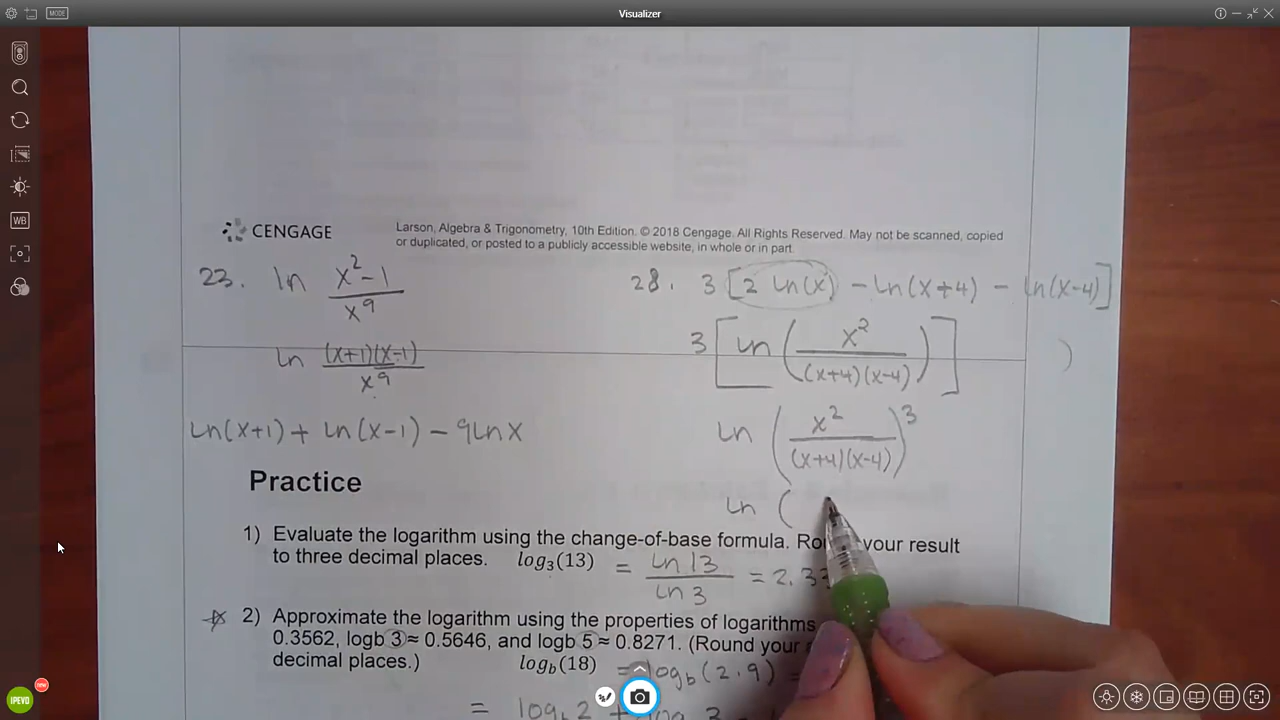 MODE
Visualizer
WB
CENGAGE
Larson, Algebra & Trigonometry, 10th Edition. © 2018 Cengage. All Rights Reserved. May not be scanned, copied
or duplicated, or posted to a publicly accessible website, in whole or in part.
23. ln x²-1 / x⁹
ln (x+1)(x-1) / x⁹
ln(x+1) + ln(x-1) - 9lnx
28. 3 [2 ln(x) - ln(x+4) - ln(x-4)]
3 [ln (x² / (x+4)(x-4))]
)
ln (x² / (x+4)(x-4))³
ln (
Practice
1) Evaluate the logarithm using the change-of-base formula. your result
to three decimal places. log₃(13) = ln 13 / ln 3 = 2.33
2) Approximate the logarithm using the properties of logarithms
0.3562, logb 3 ≈ 0.5646, and logb 5 ≈ 0.8271. (Round your
decimal places.) log_b(18) = log_b(2·9) =
= log_b 2 +
IPEVO
new